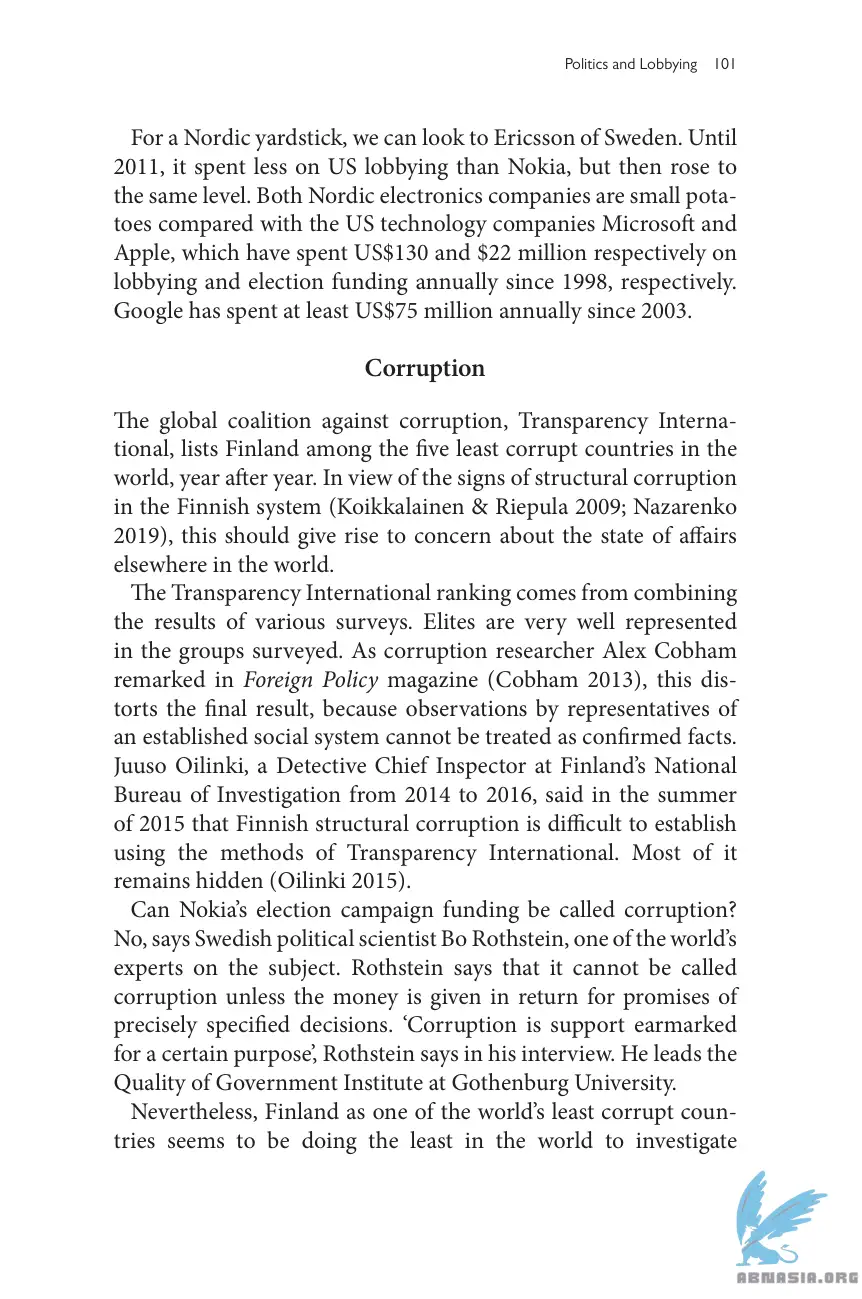 Politics and Lobbying 101
For a Nordic yardstick, we can look to Ericsson of Sweden. Until
2011, it spent less on US lobbying than Nokia, but then rose to
the same level. Both Nordic electronics companies are small pota-
toes compared with the US technology companies Microsoft and
Apple, which have spent US$130 and $22 million respectively on
lobbying and election funding annually since 1998, respectively.
Google has spent at least US$75 million annually since 2003.
Corruption
The global coalition against corruption, Transparency Interna-
tional, lists Finland among the five least corrupt countries in the
world, year after year. In view of the signs of structural corruption
in the Finnish system (Koikkalainen & Riepula 2009; Nazarenko
2019), this should give rise to concern about the state of affairs
elsewhere in the world.
The Transparency International ranking comes from combining
the results of various surveys. Elites are very well represented
in the groups surveyed. As corruption researcher Alex Cobham
remarked in Foreign Policy magazine (Cobham 2013), this dis-
torts the final result, because observations by representatives of
an established social system cannot be treated as confirmed facts.
Juuso Oilinki, a Detective Chief Inspector at Finland’s National
Bureau of Investigation from 2014 to 2016, said in the summer
of 2015 that Finnish structural corruption is difficult to establish
using the methods of Transparency International. Most of it
remains hidden (Oilinki 2015).
Can Nokia’s election campaign funding be called corruption?
No, says Swedish political scientist Bo Rothstein, one of the world’s
experts on the subject. Rothstein says that it cannot be called
corruption unless the money is given in return for promises of
precisely specified decisions. ‘Corruption is support earmarked
for a certain purpose’, Rothstein says in his interview. He leads the
Quality of Government Institute at Gothenburg University.
Nevertheless, Finland as one of the world’s least corrupt coun-
tries seems to be doing the least in the world to investigate
ABNASIA.ORG